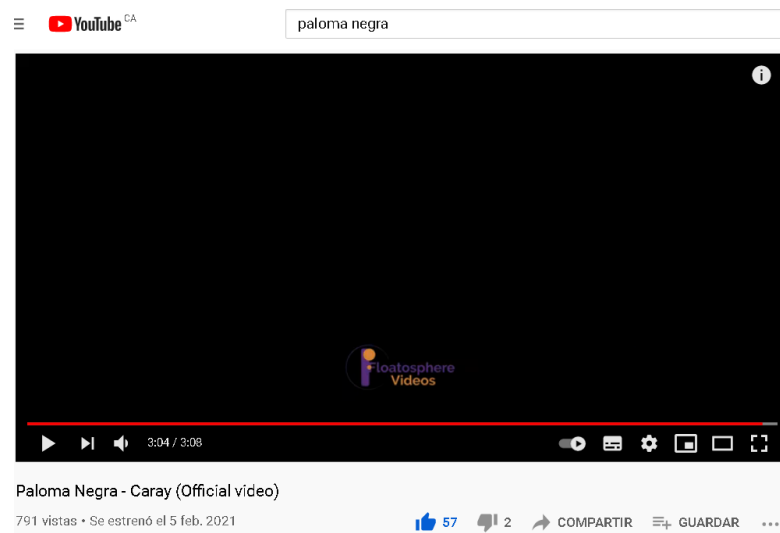 YouTube CA
paloma negra
Floatosphere
Videos
3:04 / 3:08
Paloma Negra - Caray (Official video)
791 vistas • Se estrenó el 5 feb. 2021
57
2
COMPARTIR
GUARDAR